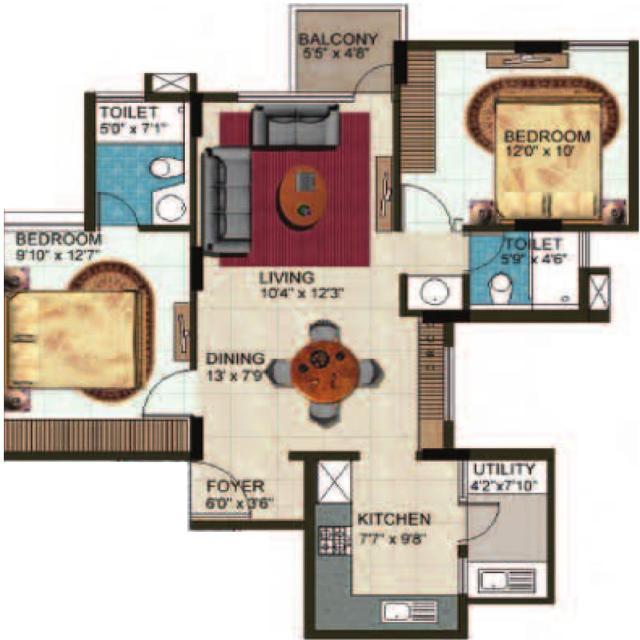 BALCONY
5'5" x 4'8"
TOILET
5'0" x 7'1"
BEDROOM
12'0" x 10'
BEDROOM
9'10" x 12'7"
TOILET
5'9" x 4'6"
LIVING
10'4" x 12'3"
DINING
13' x 7'9"
FOYER
6'0" x 3'6"
UTILITY
4'2"x7'10"
KITCHEN
7'7" x 9'8"